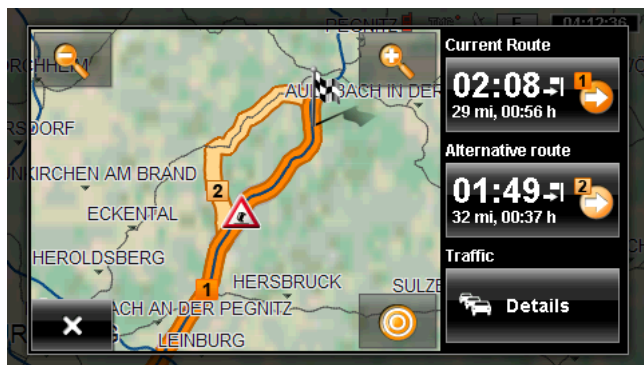 PEGNITZ
E
04:12:36
Current Route
02:08
1
29 mi, 00:56 h
Alternative route
01:49
2
32 mi, 00:37 h
Traffic
Details
BACH IN DER
RSDORF
NKIRCHEN AM BRAND
2
ECKENTAL
HEROLDSBERG
1
HERSBRUCK
SULZE
ACH AN DER PEGNITZ
LEINBURG